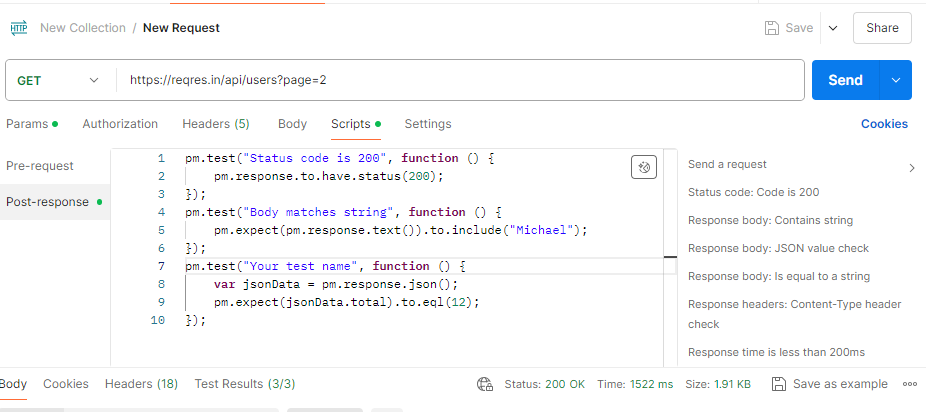 HTTP New Collection / New Request Save Share
GET https://reqres.in/api/users?page=2 Send
Params Authorization Headers (5) Body Scripts Settings Cookies
Pre-request
Post-response
1 pm.test("Status code is 200", function () {
2 pm.response.to.have.status(200);
3 });
4 pm.test("Body matches string", function () {
5 pm.expect(pm.response.text()).to.include("Michael");
6 });
7 pm.test("Your test name", function () {
8 var jsonData = pm.response.json();
9 pm.expect(jsonData.total).to.eql(12);
10 });
Send a request
Status code: Code is 200
Response body: Contains string
Response body: JSON value check
Response body: Is equal to a string
Response headers: Content-Type header
check
Response time is less than 200ms
Body Cookies Headers (18) Test Results (3/3) Status: 200 OK Time: 1522 ms Size: 1.91 KB Save as example